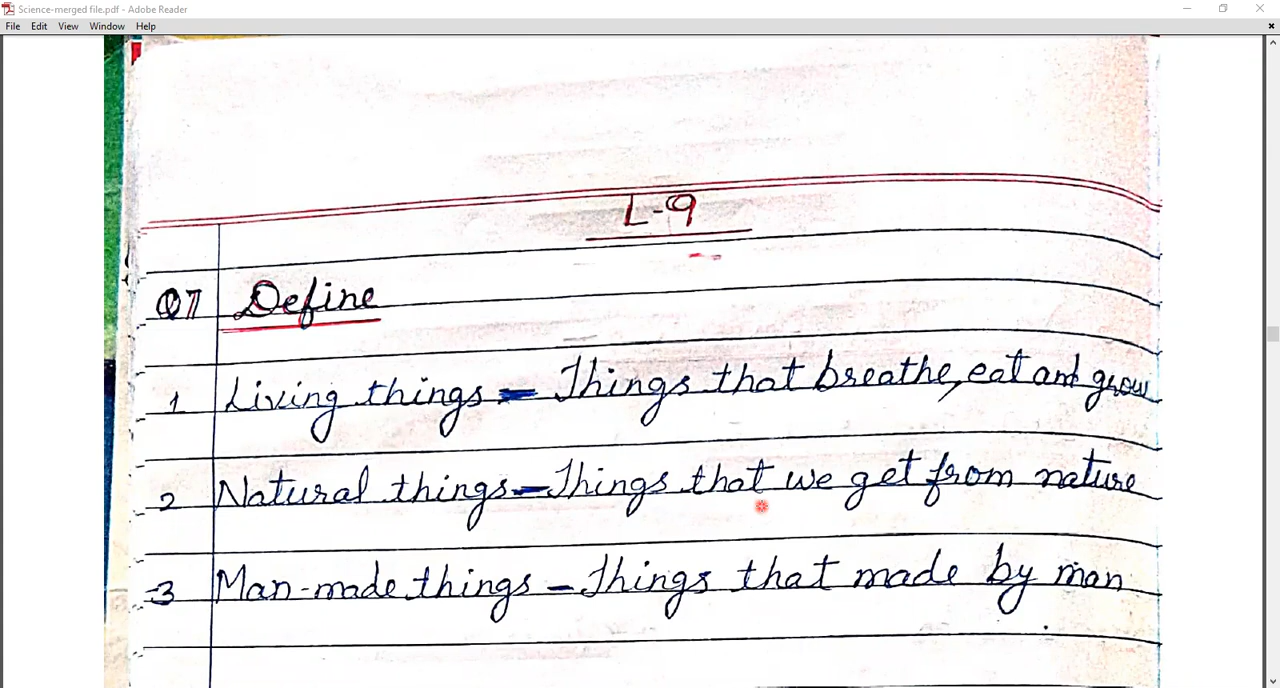 Science-merged file.pdf - Adobe Reader
File Edit View Window Help
L-9
Q7 Define
1 Living things - Things that breathe, eat and grow
2 Natural things - Things that we get from nature
3 Man-made things - Things that made by man